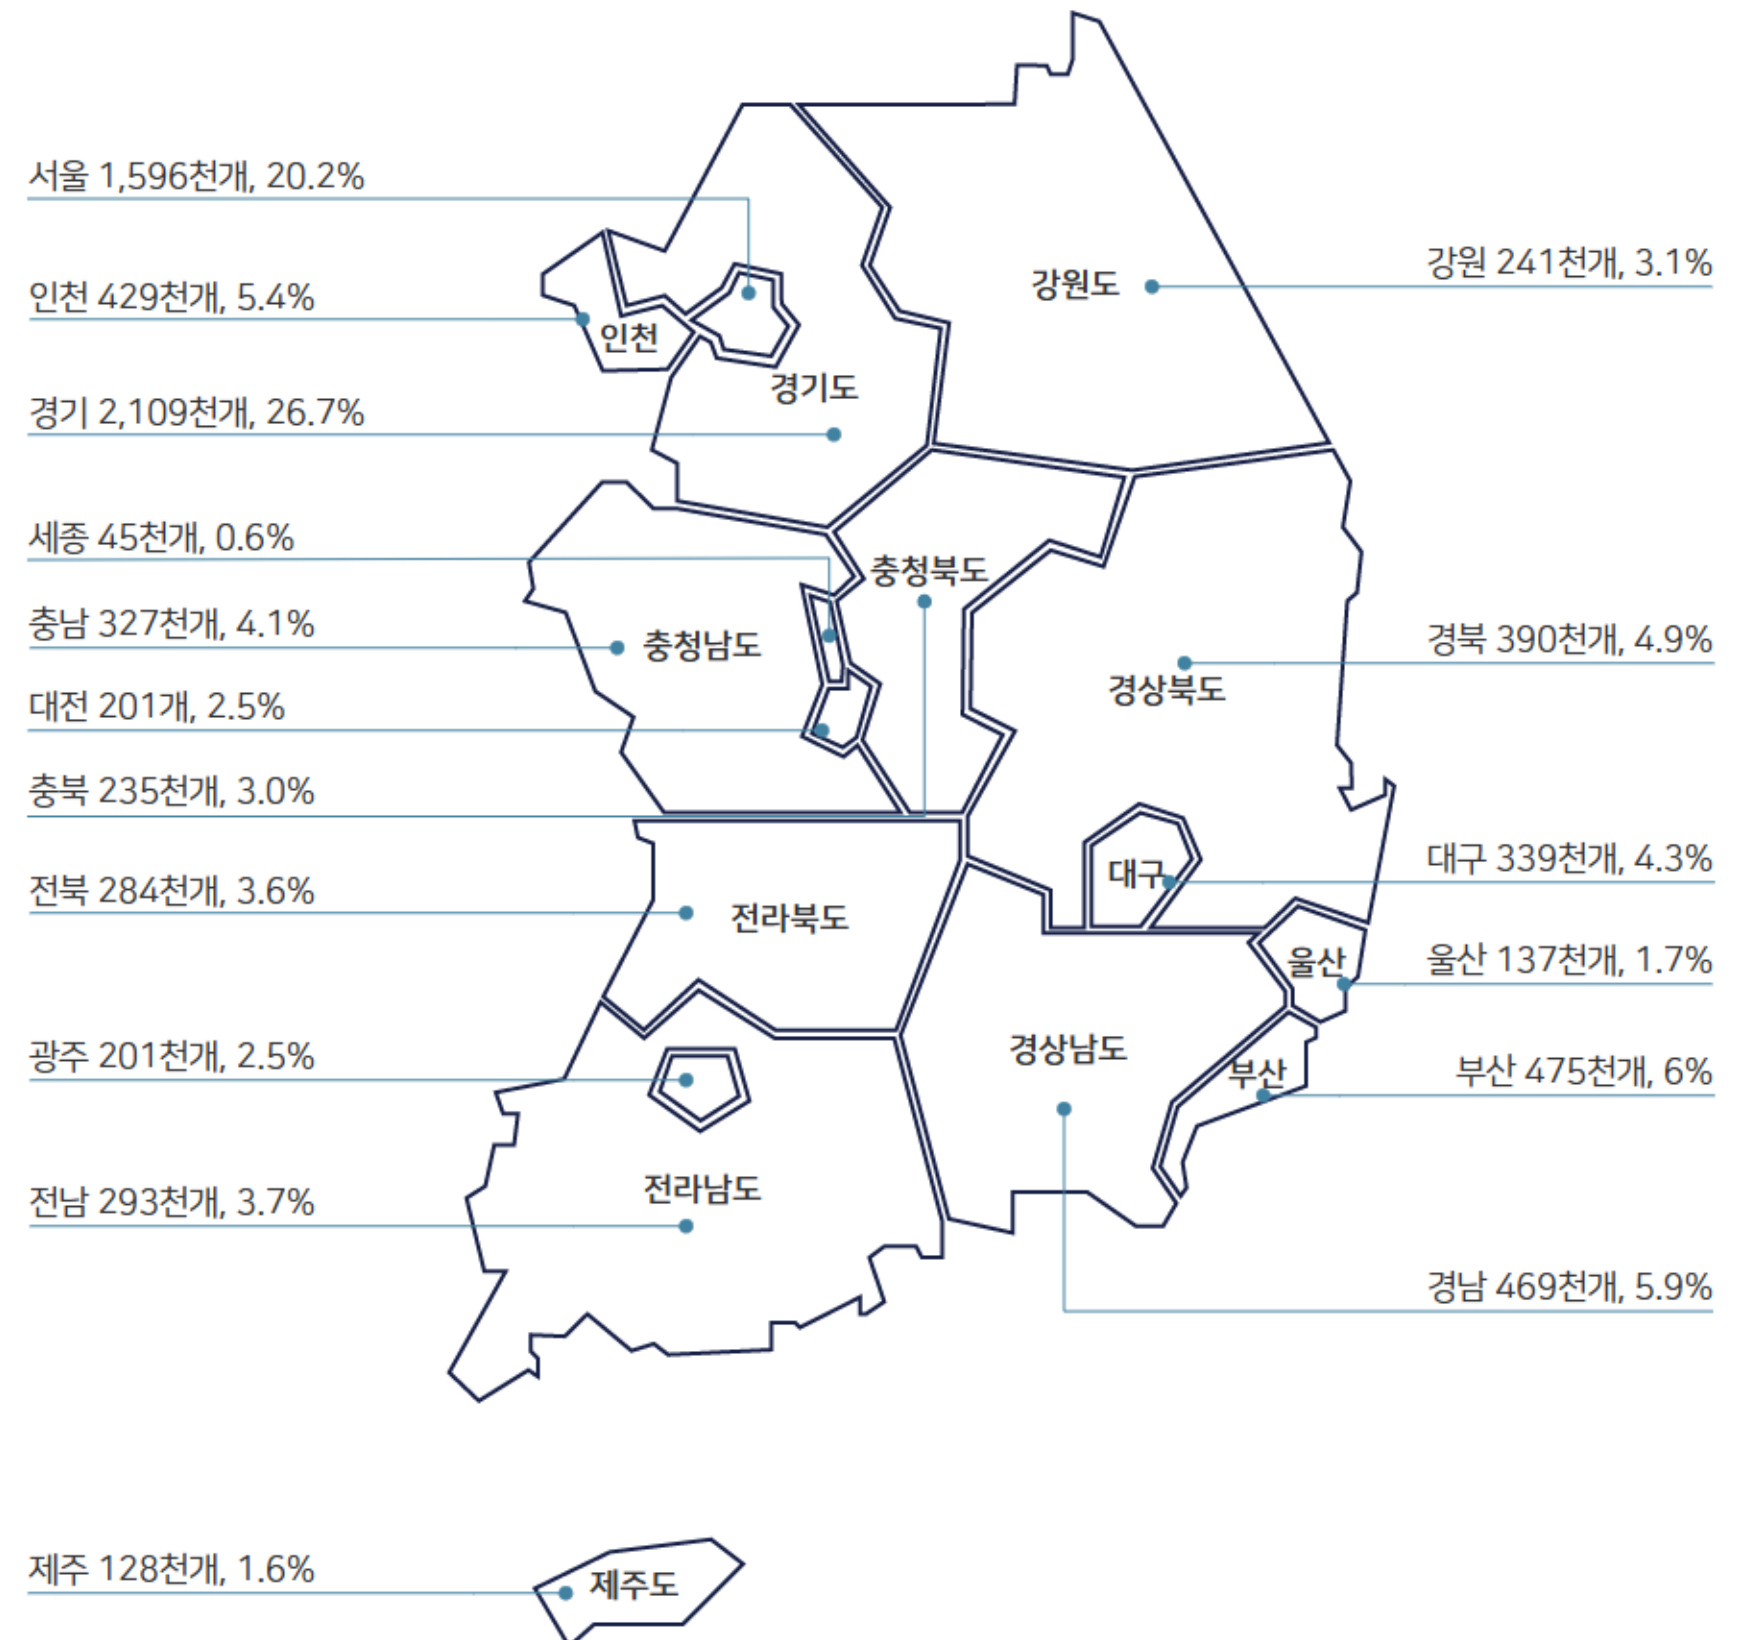 서울 1,596천개, 20.2%
강원 241천개, 3.1%
강원도
인천 429천개, 5.4%
인천
경기도
경기 2,109천개, 26.7%
세종 45천개, 0.6%
충청북도
충남 327천개, 4.1%
충청남도
경북 390천개, 4.9%
경상북도
대전 201개, 2.5%
충북 235천개, 3.0%
대구 339천개, 4.3%
대구
전북 284천개, 3.6%
전라북도
울산
울산 137천개, 1.7%
광주 201천개, 2.5%
경상남도
부산
부산 475천개, 6%
전남 293천개, 3.7%
전라남도
경남 469천개, 5.9%
제주 128천개, 1.6%
제주도